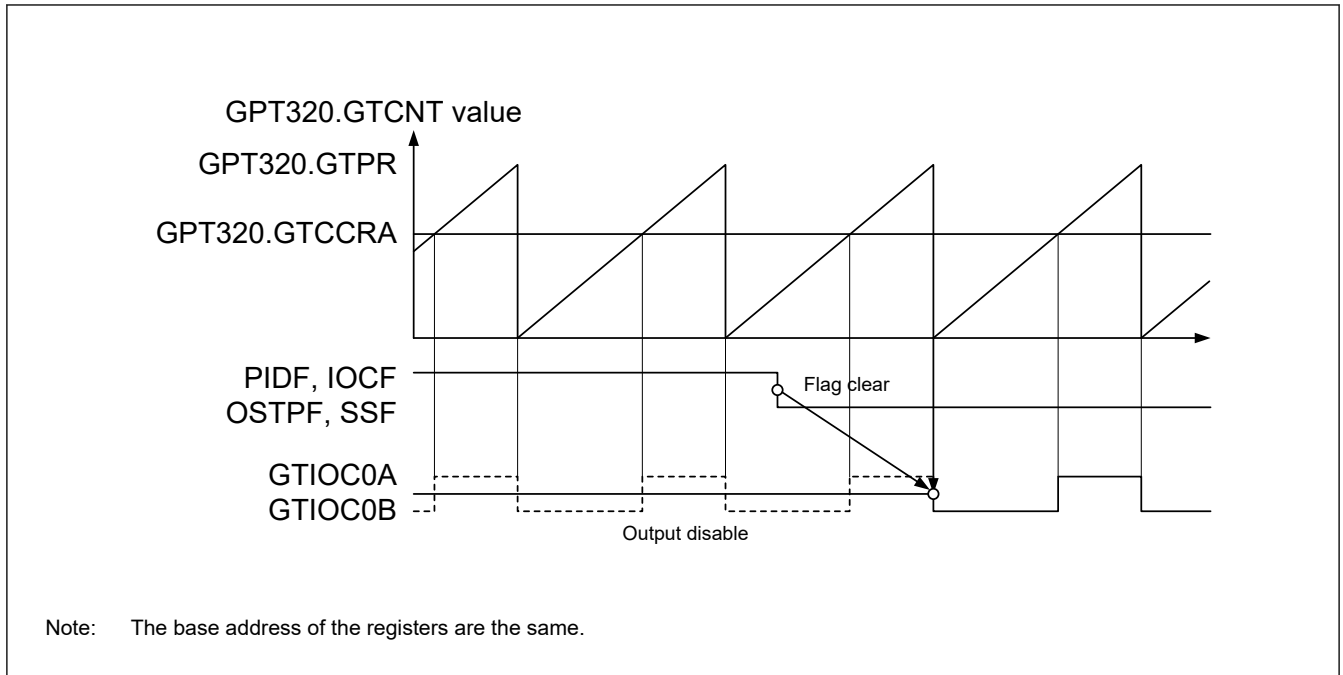 GPT320.GTCNT value
GPT320.GTPR
GPT320.GTCCRA
PIDF, IOCF
Flag clear
OSTPF, SSF
GTIOC0A
GTIOC0B
Output disable
Note: The base address of the registers are the same.